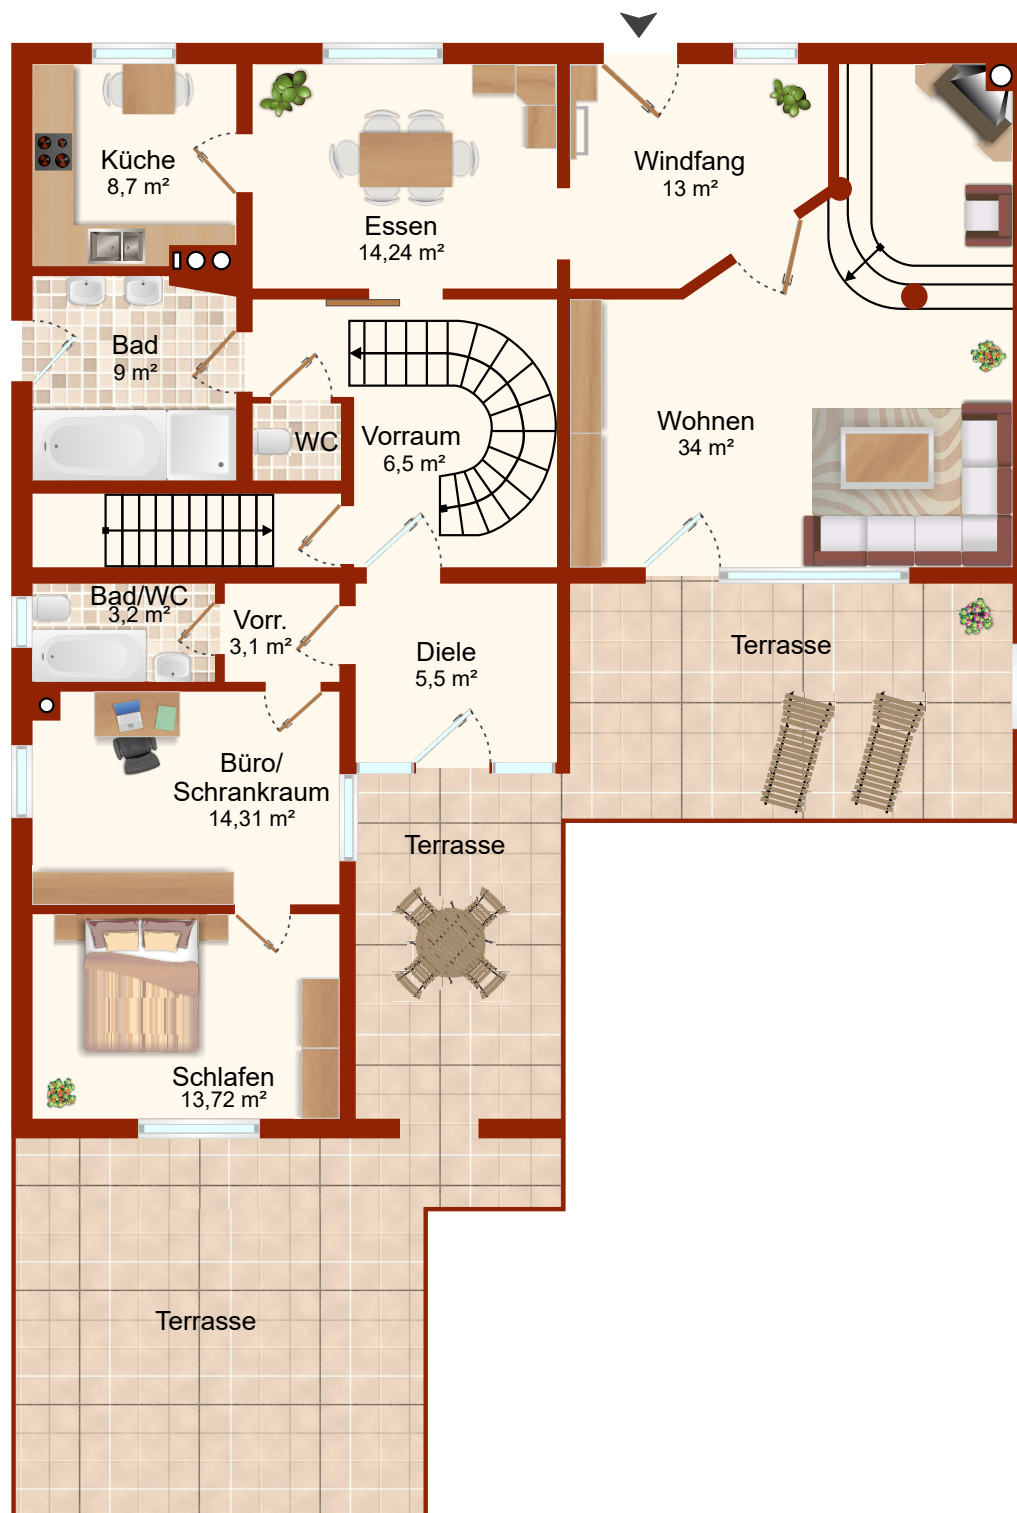 Küche
8,7 m²
Essen
14,24 m²
Windfang
13 m²
Bad
9 m²
WC
Vorraum
6,5 m²
Wohnen
34 m²
Bad/WC
3,2 m²
Vorr.
3,1 m²
Diele
5,5 m²
Terrasse
Büro/
Schrankraum
14,31 m²
Terrasse
Schlafen
13,72 m²
Terrasse